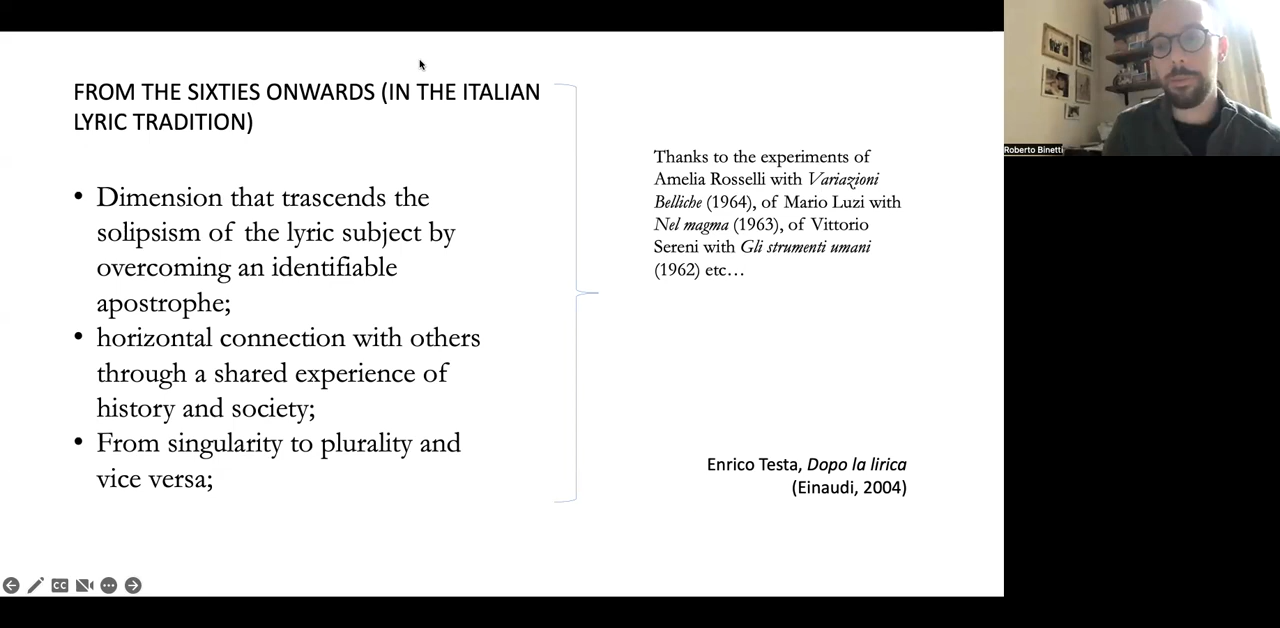 FROM THE SIXTIES ONWARDS (IN THE ITALIAN
LYRIC TRADITION)
• Dimension that trascends the
solipsism of the lyric subject by
overcoming an identifiable
apostrophe;
• horizontal connection with others
through a shared experience of
history and society;
• From singularity to plurality and
vice versa;
Thanks to the experiments of
Amelia Rosselli with Variazioni
Belliche (1964), of Mario Luzi with
Nel magma (1963), of Vittorio
Sereni with Gli strumenti umani
(1962) etc…
Enrico Testa, Dopo la lirica
(Einaudi, 2004)
Roberto Binetti
CC